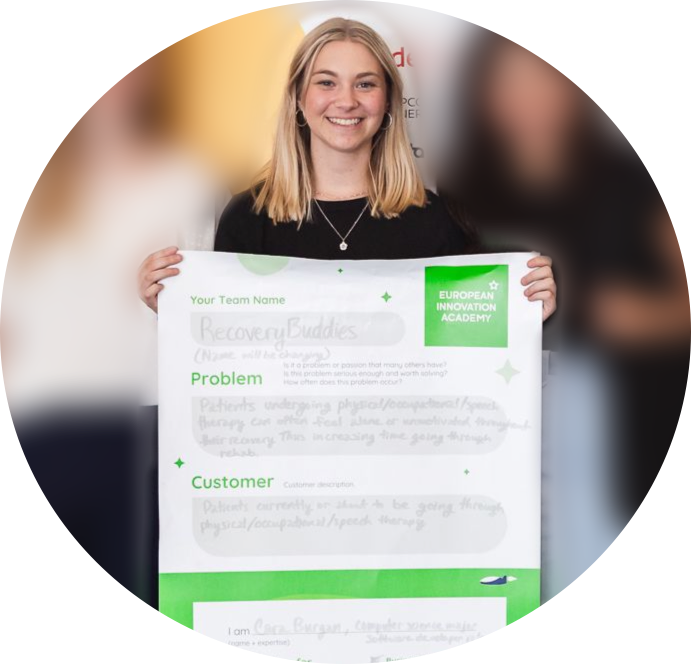 de
Your Team Name
EUROPEAN
INNOVATION
ACADEMY
RecoveryBuddies
(Name will be changing)
Problem
Is it a problem or passion that many others have?
Is this problem serious enough and worth solving?
How often does this problem occur?
Patients undergoing physical/occupational/speech
therapy can often feel alone or unmotivated throughout
their recovery. Thus increasing time going through
rehab.
Customer
Customer description.
Patients currently or about to be going through
physical/occupational/speech therapy
I am Cara Burgan, computer science major
(name + expertise)
software developer